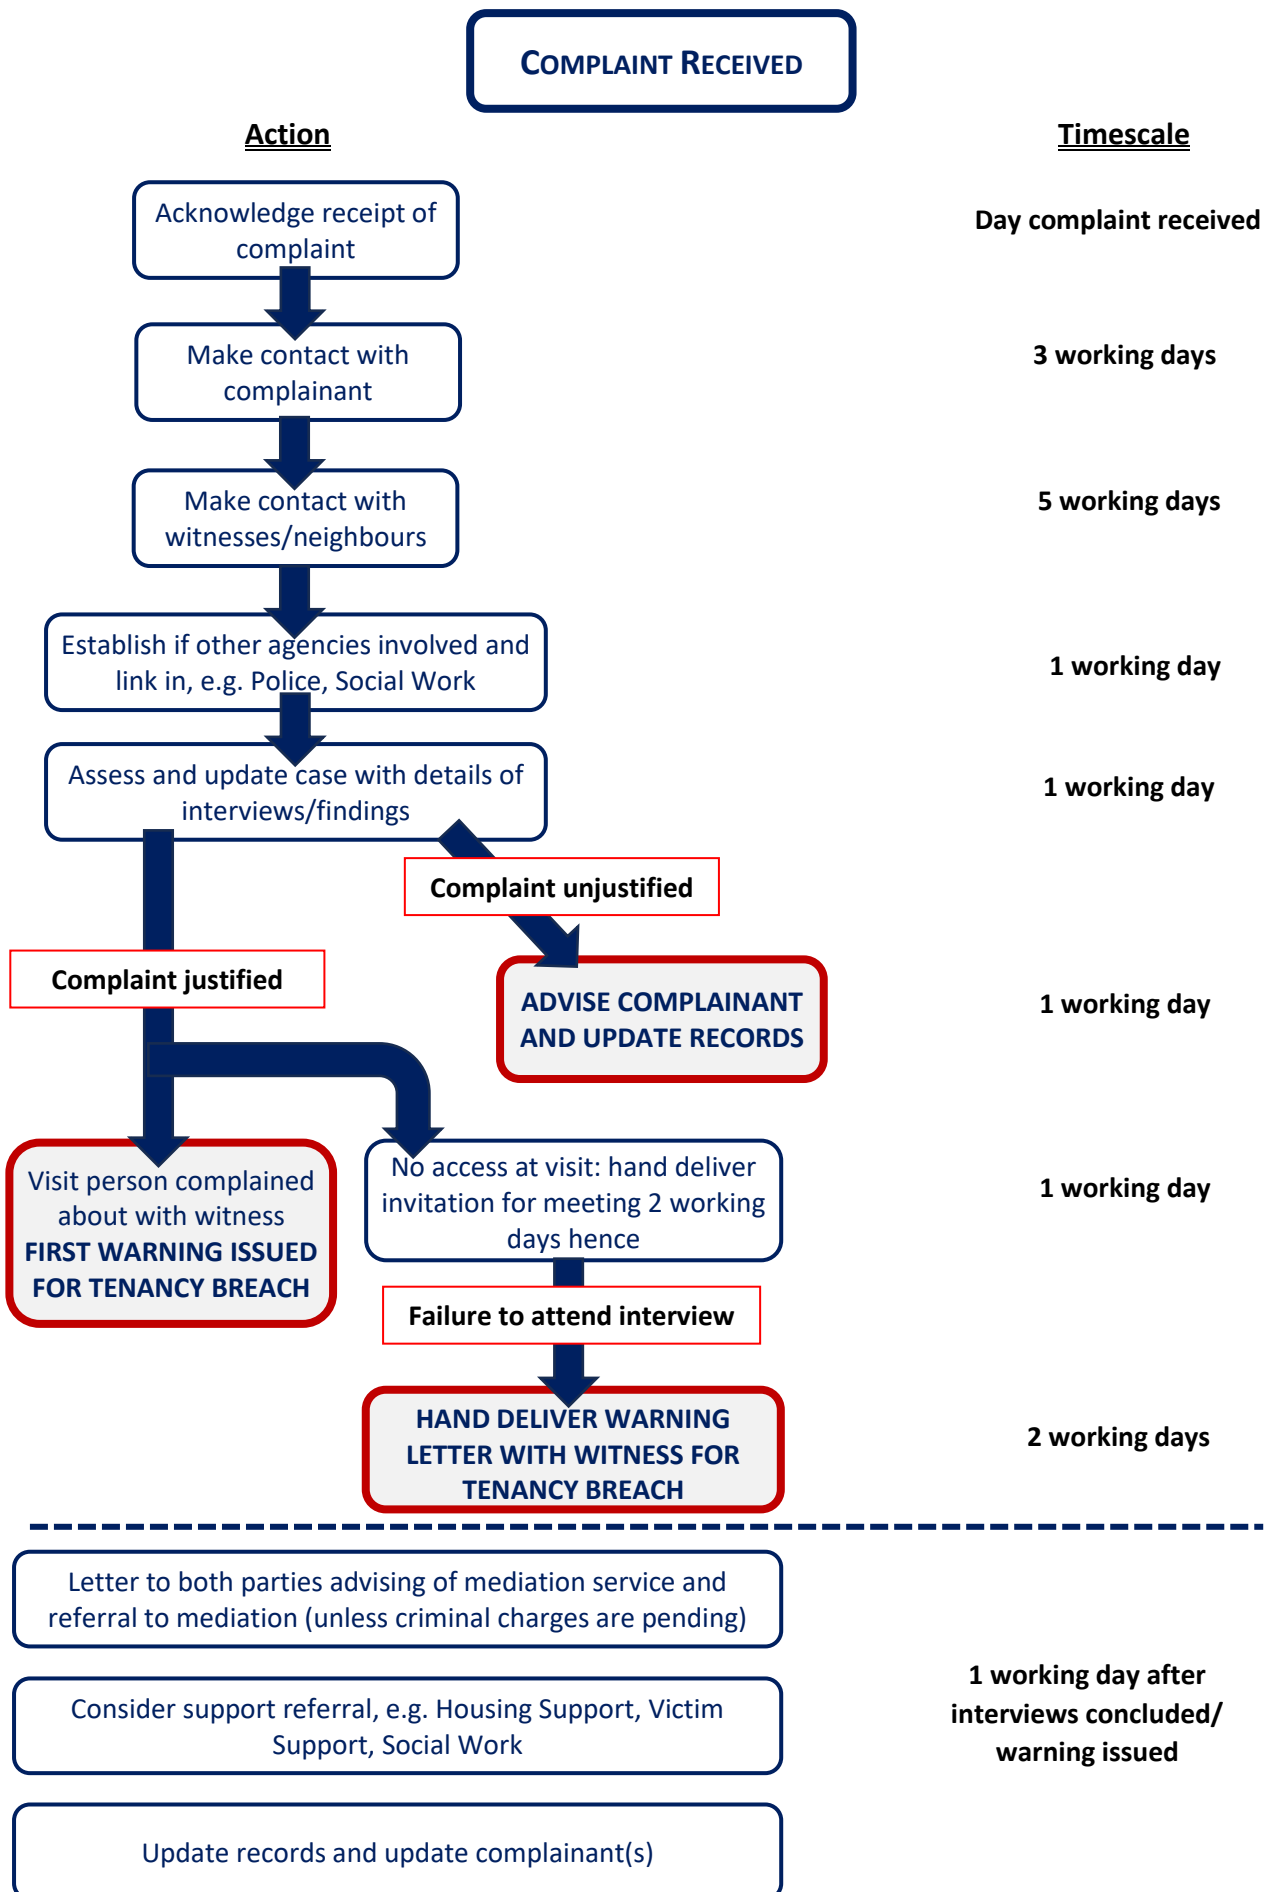 COMPLAINT RECEIVED
Action
Timescale
Acknowledge receipt of
complaint
Day complaint received
Make contact with
complainant
3 working days
Make contact with
witnesses/neighbours
5 working days
Establish if other agencies involved and
link in, e.g. Police, Social Work
1 working day
Assess and update case with details of
interviews/findings
1 working day
Complaint unjustified
Complaint justified
ADVISE COMPLAINANT
AND UPDATE RECORDS
1 working day
Visit person complained
about with witness
FIRST WARNING ISSUED
FOR TENANCY BREACH
No access at visit: hand deliver
invitation for meeting 2 working
days hence
1 working day
Failure to attend interview
HAND DELIVER WARNING
LETTER WITH WITNESS FOR
TENANCY BREACH
2 working days
Letter to both parties advising of mediation service and
referral to mediation (unless criminal charges are pending)
Consider support referral, e.g. Housing Support, Victim
Support, Social Work
1 working day after
interviews concluded/
warning issued
Update records and update complainant(s)